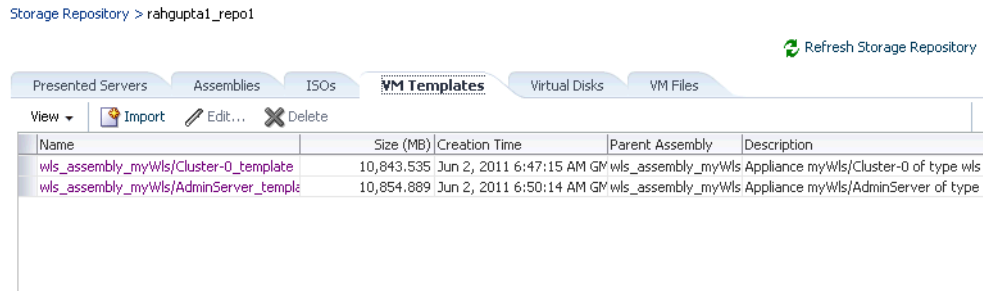 Storage Repository > rahgupta1_repo1
Refresh Storage Repository
Presented Servers Assemblies ISOs VM Templates Virtual Disks VM Files
View Import Edit... Delete
Name Size (MB) Creation Time Parent Assembly Description
wls_assembly_myWls/Cluster-0_template 10,843.535 Jun 2, 2011 6:47:15 AM GM wls_assembly_myWls Appliance myWls/Cluster-0 of type wls
wls_assembly_myWls/AdminServer_templa 10,854.889 Jun 2, 2011 6:50:14 AM GM wls_assembly_myWls Appliance myWls/AdminServer of type